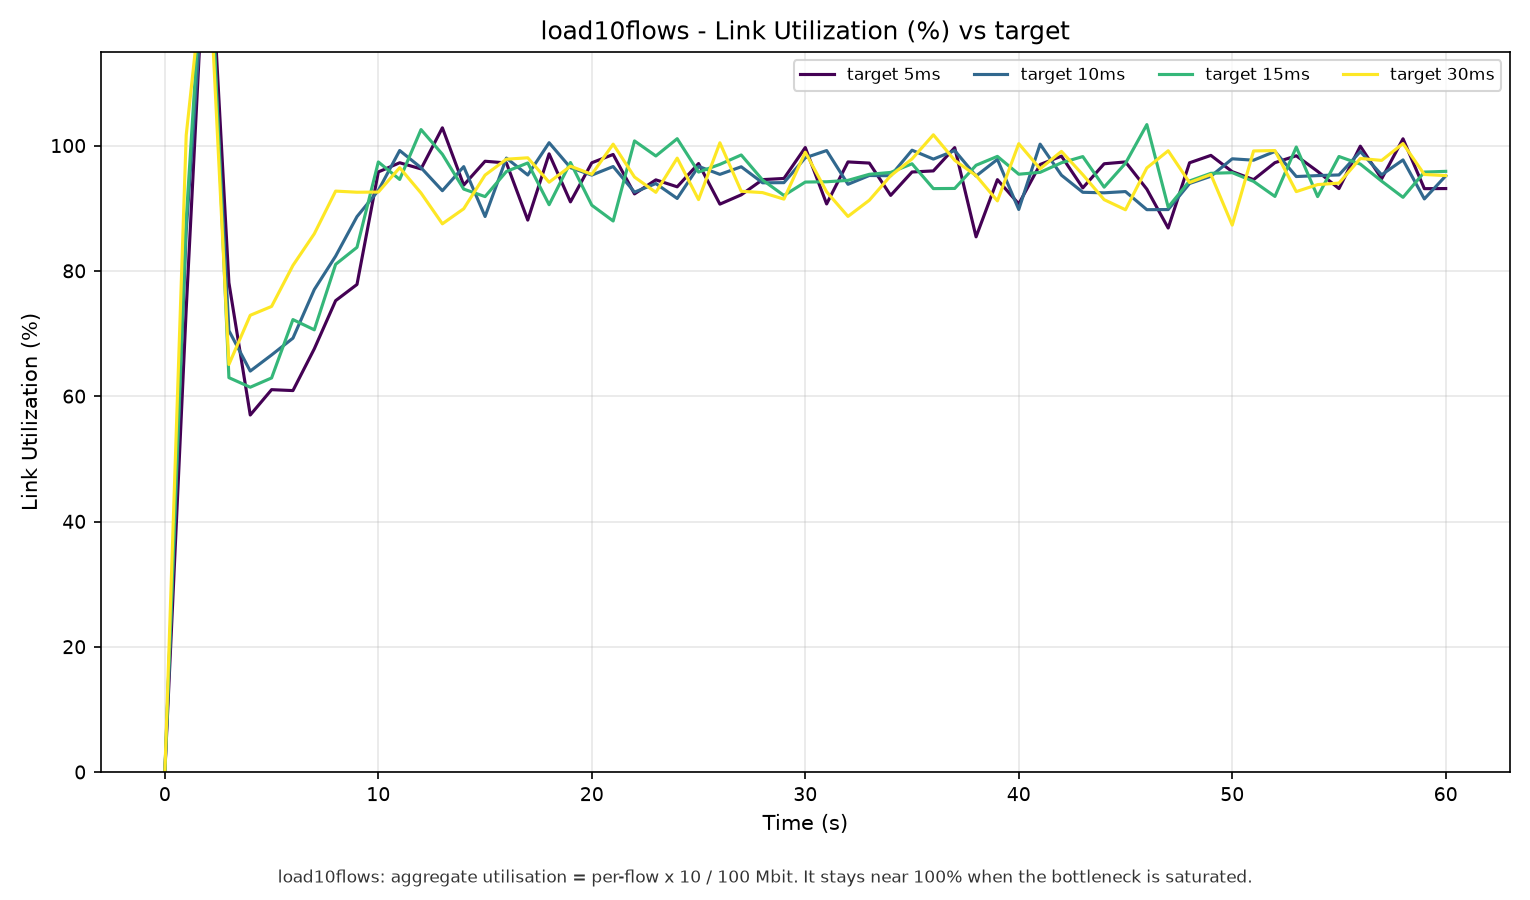 load10flows - Link Utilization (%) vs target
target 5ms
target 10ms
target 15ms
target 30ms
Link Utilization (%)
100
80
60
40
20
0
0
10
20
30
40
50
60
Time (s)
load10flows: aggregate utilisation = per-flow x 10 / 100 Mbit. It stays near 100% when the bottleneck is saturated.